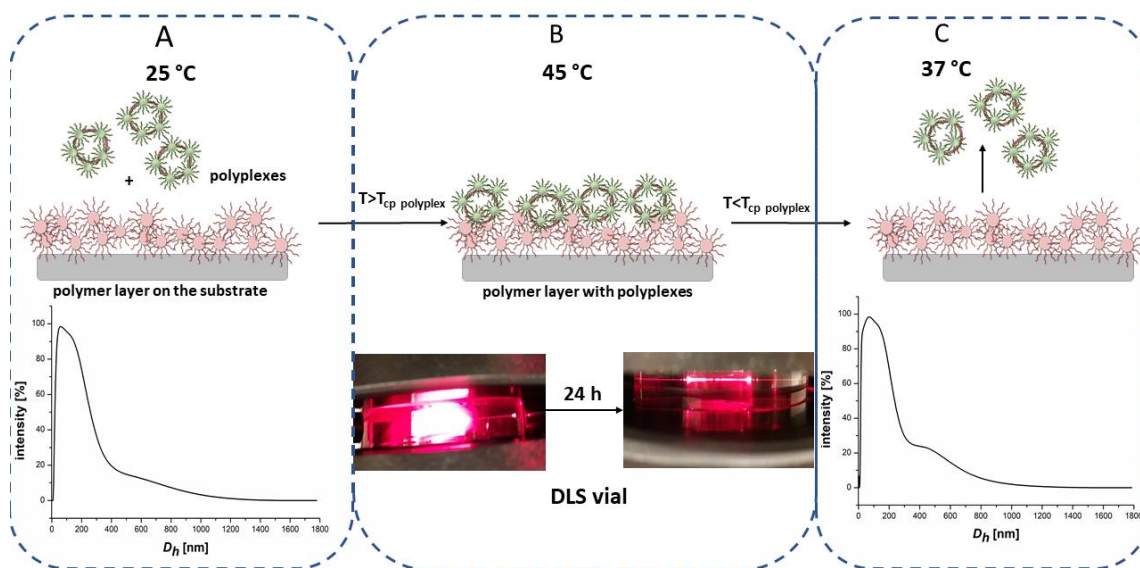 A
25 °C
+
polyplexes
polymer layer on the substrate
intensity [%]
100
80
60
40
20
0
0 200 400 600 800 1000 1200 1400 1600 1800
Dh [nm]
T>Tcp polyplex
B
45 °C
polymer layer with polyplexes
24 h
DLS vial
T<Tcp polyplex
C
37 °C
intensity [%]
100
80
60
40
20
0
0 200 400 600 800 1000 1200 1400 1600 1800
Dh [nm]